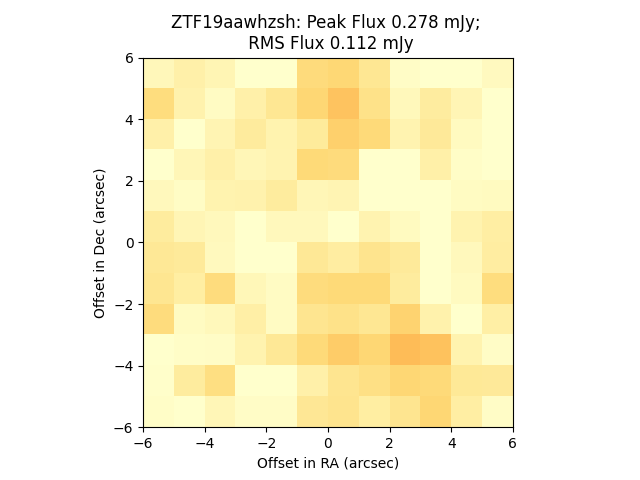 ZTF19aawhzsh: Peak Flux 0.278 mJy;
RMS Flux 0.112 mJy
6
4
2
0
−2
−4
−6
Offset in Dec (arcsec)
−6 −4 −2 0 2 4 6
Offset in RA (arcsec)